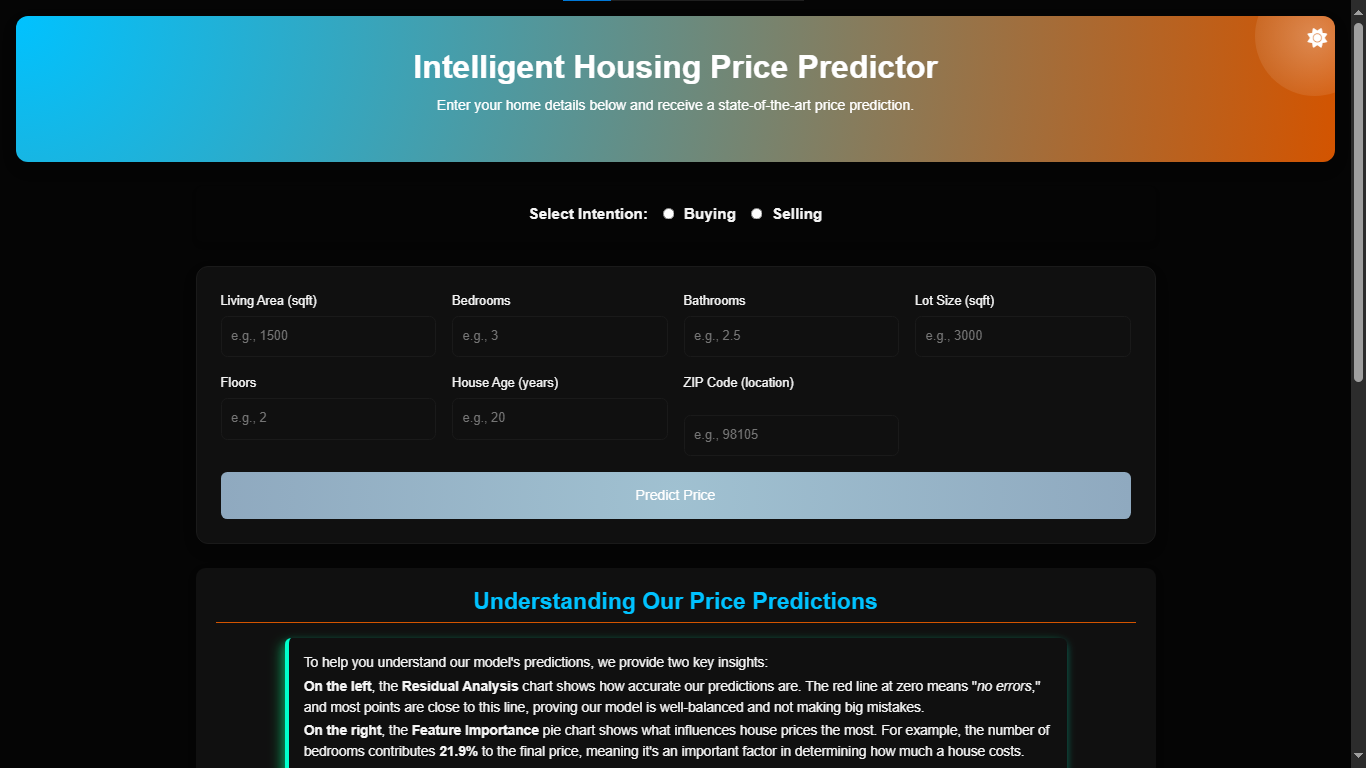 Intelligent Housing Price Predictor
Enter your home details below and receive a state-of-the-art price prediction.
Select Intention: Buying Selling
Living Area (sqft) Bedrooms Bathrooms Lot Size (sqft)
e.g., 1500 e.g., 3 e.g., 2.5 e.g., 3000
Floors House Age (years) ZIP Code (location)
e.g., 2 e.g., 20 e.g., 98105
Predict Price
Understanding Our Price Predictions
To help you understand our model's predictions, we provide two key insights:
On the left, the Residual Analysis chart shows how accurate our predictions are. The red line at zero means "no errors,"
and most points are close to this line, proving our model is well-balanced and not making big mistakes.
On the right, the Feature Importance pie chart shows what influences house prices the most. For example, the number of
bedrooms contributes 21.9% to the final price, meaning it's an important factor in determining how much a house costs.